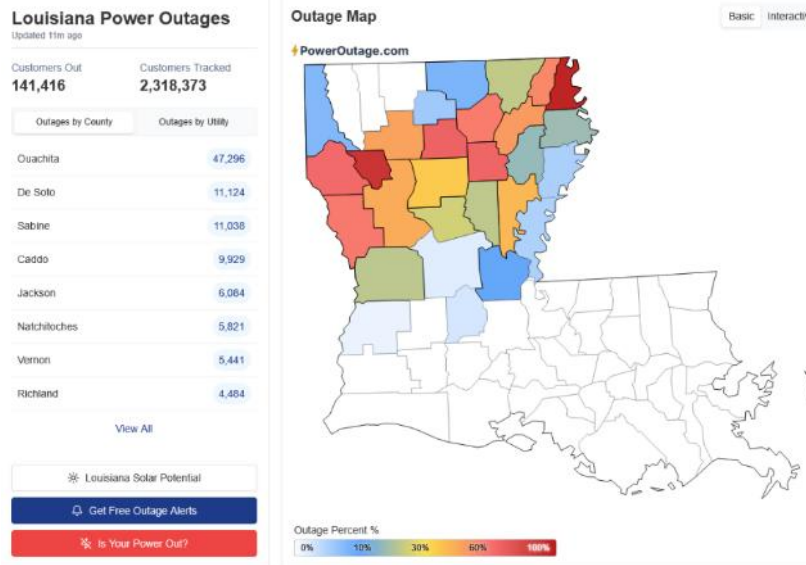 Louisiana Power Outages
Updated 11m ago
Customers Out
Customers Tracked
141,416
2,318,373
Outages by County
Outages by Utility
Ouachita
47,296
De Soto
11,124
Sabine
11,038
Caddo
9,929
Jackson
6,084
Natchitoches
5,821
Vernon
5,441
Richland
4,484
View All
Louisiana Solar Potential
Get Free Outage Alerts
Is Your Power Out?
Outage Map
Basic
Interactiv
PowerOutage.com
Outage Percent %
0%
10%
30%
60%
100%